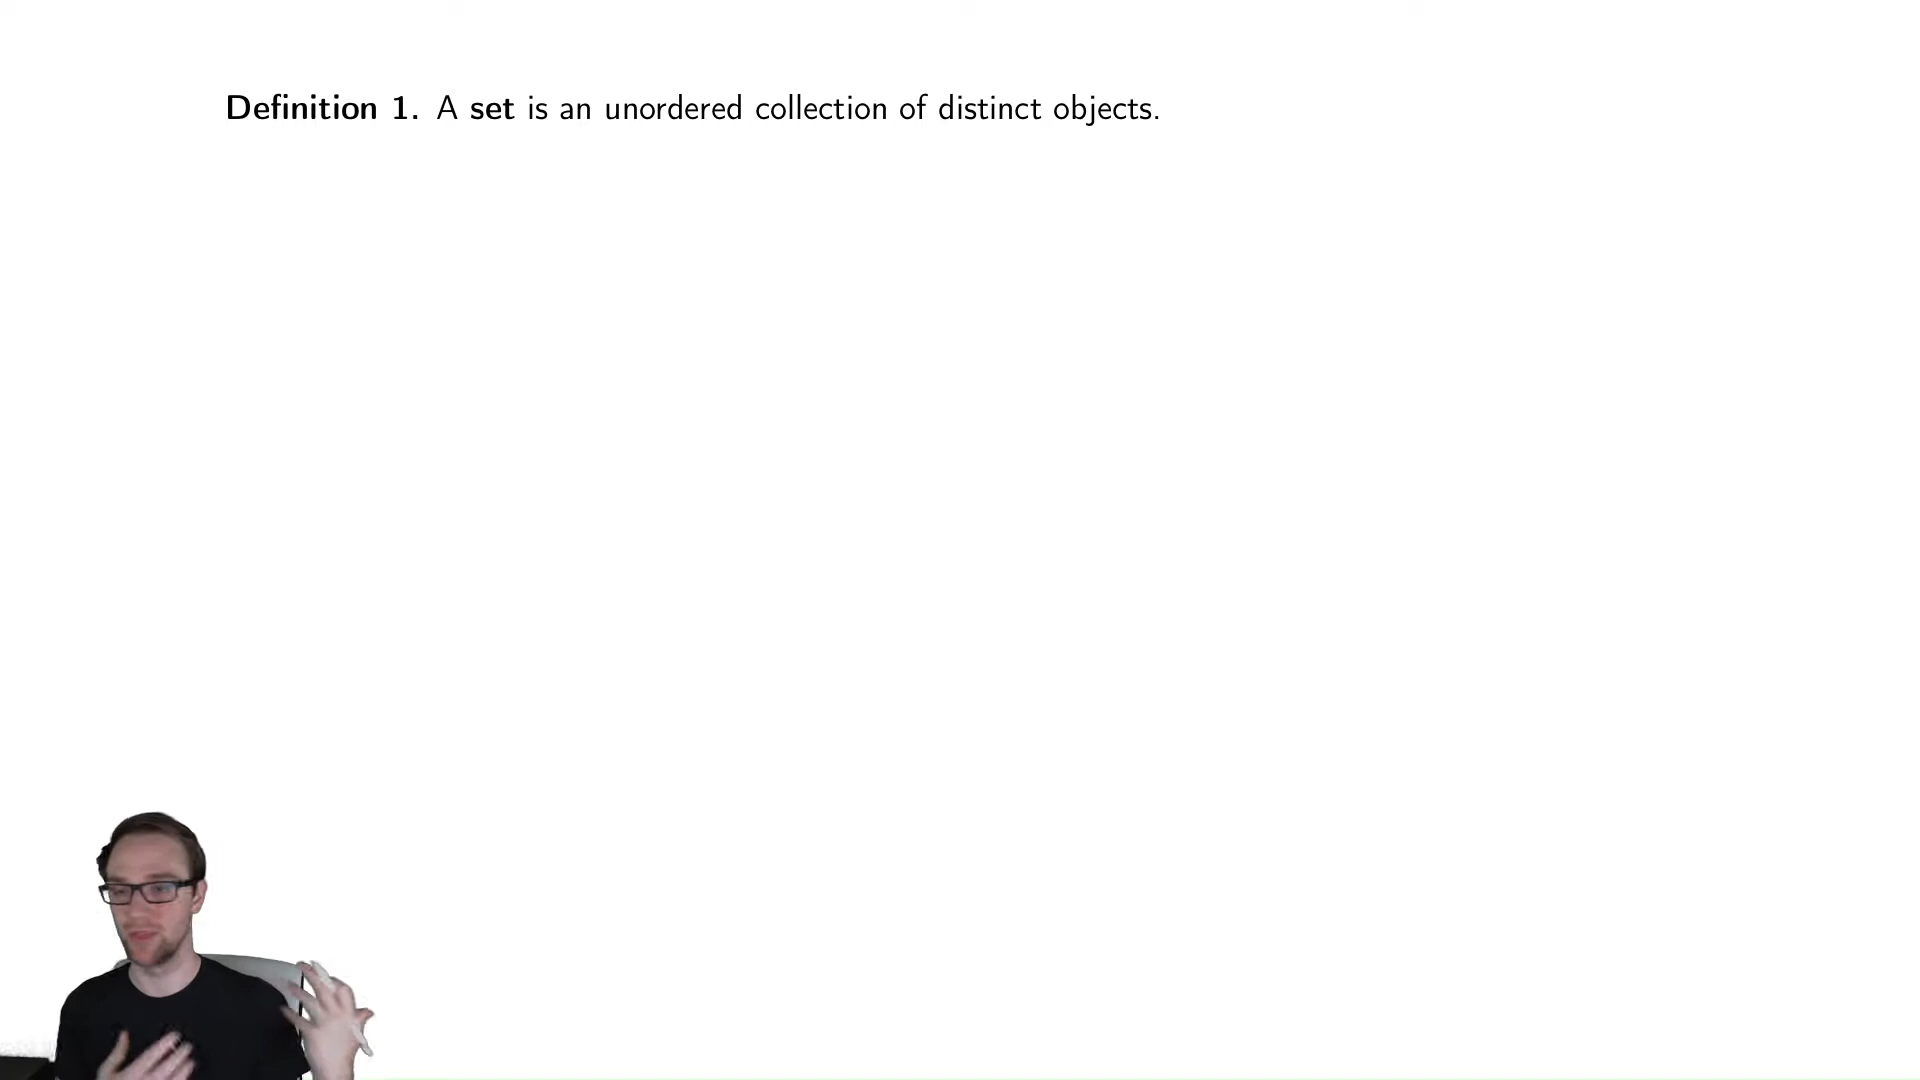 Definition 1. A set is an unordered collection of distinct objects.